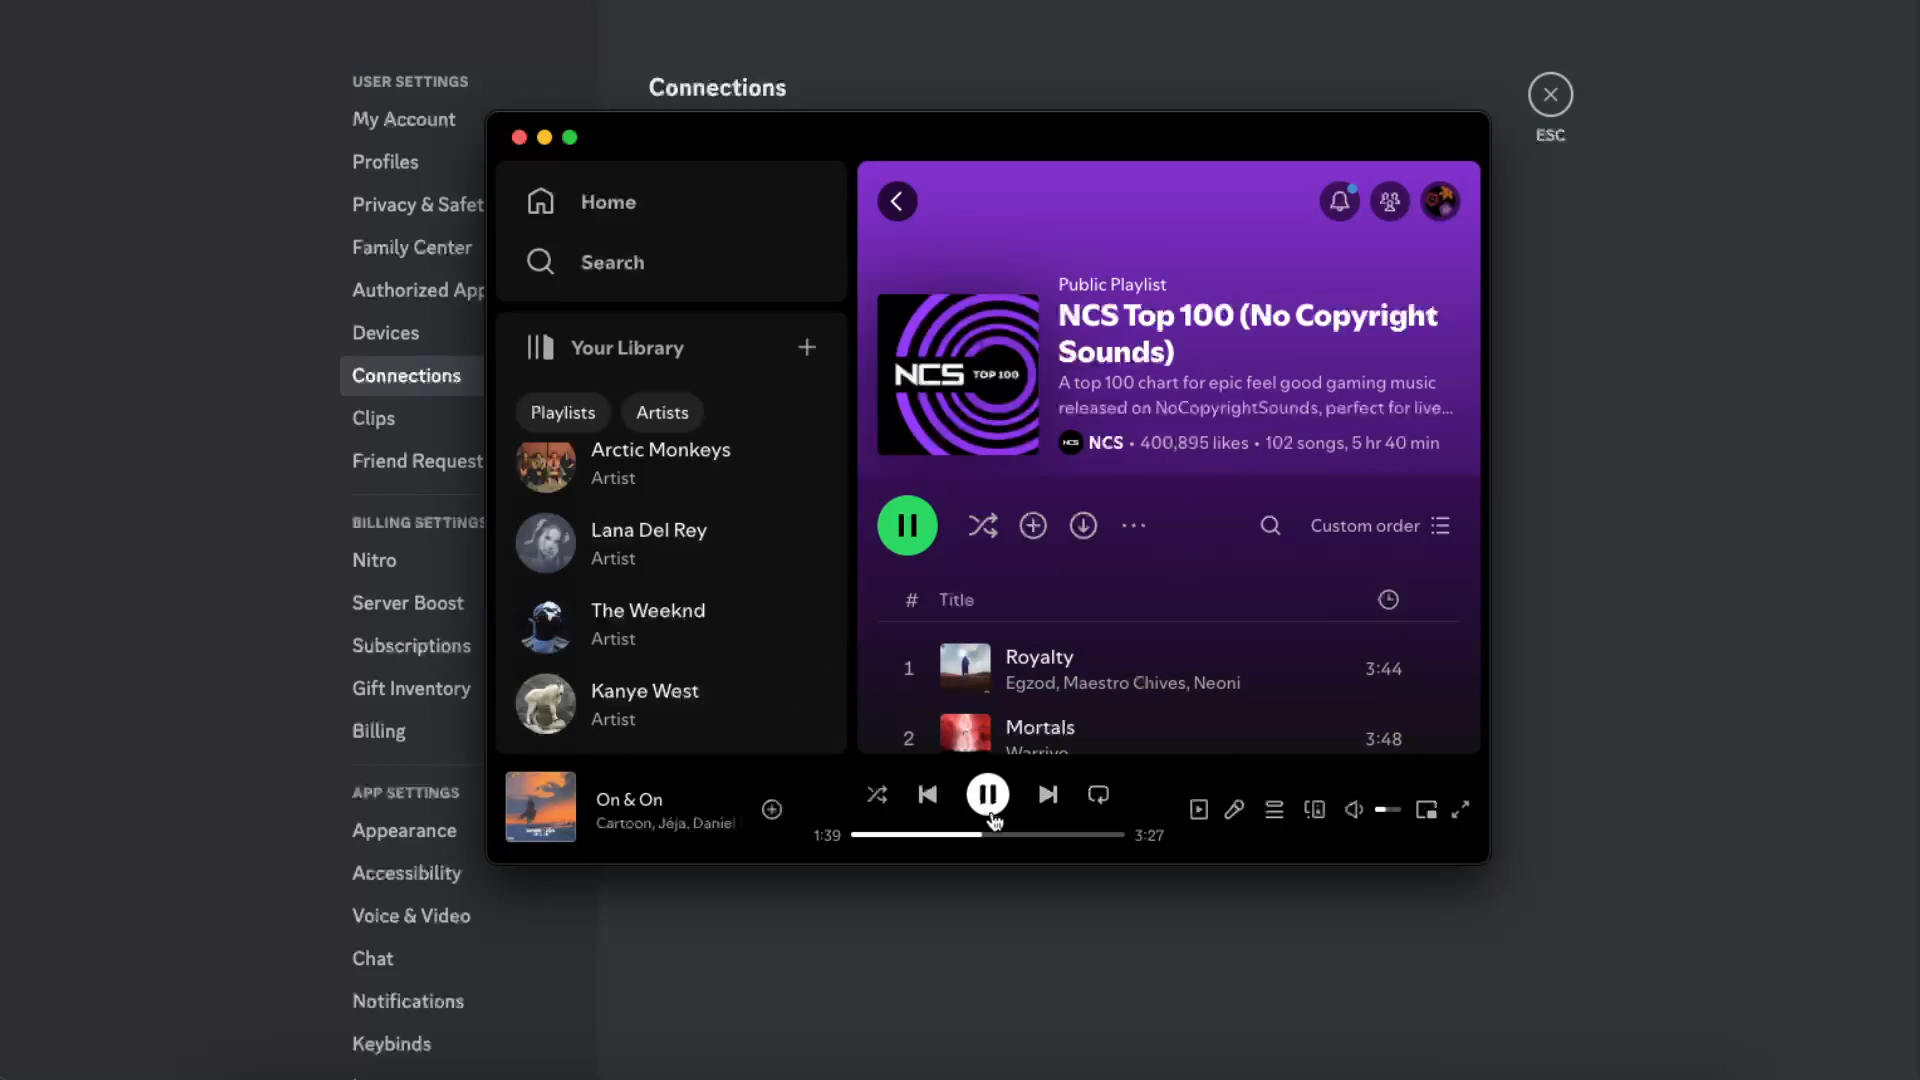 USER SETTINGS
My Account
Profiles
Privacy & Safet
Family Center
Authorized App
Devices
Connections
Clips
Friend Request
BILLING SETTINGS
Nitro
Server Boost
Subscriptions
Gift Inventory
Billing
APP SETTINGS
Appearance
Accessibility
Voice & Video
Chat
Notifications
Keybinds
Connections
ESC
Home
Search
Your Library
Playlists
Artists
Arctic Monkeys
Artist
Lana Del Rey
Artist
The Weeknd
Artist
Kanye West
Artist
NCS TOP 100
Public Playlist
NCS Top 100 (No Copyright
Sounds)
A top 100 chart for epic feel good gaming music
released on NoCopyrightSounds, perfect for live...
NCS NCS • 400,895 likes • 102 songs, 5 hr 40 min
Custom order
# Title
1 Royalty 3:44
Egzod, Maestro Chives, Neoni
2 Mortals 3:48
Warriyo
On & On
Cartoon, Jéja, Daniel
1:39
3:27